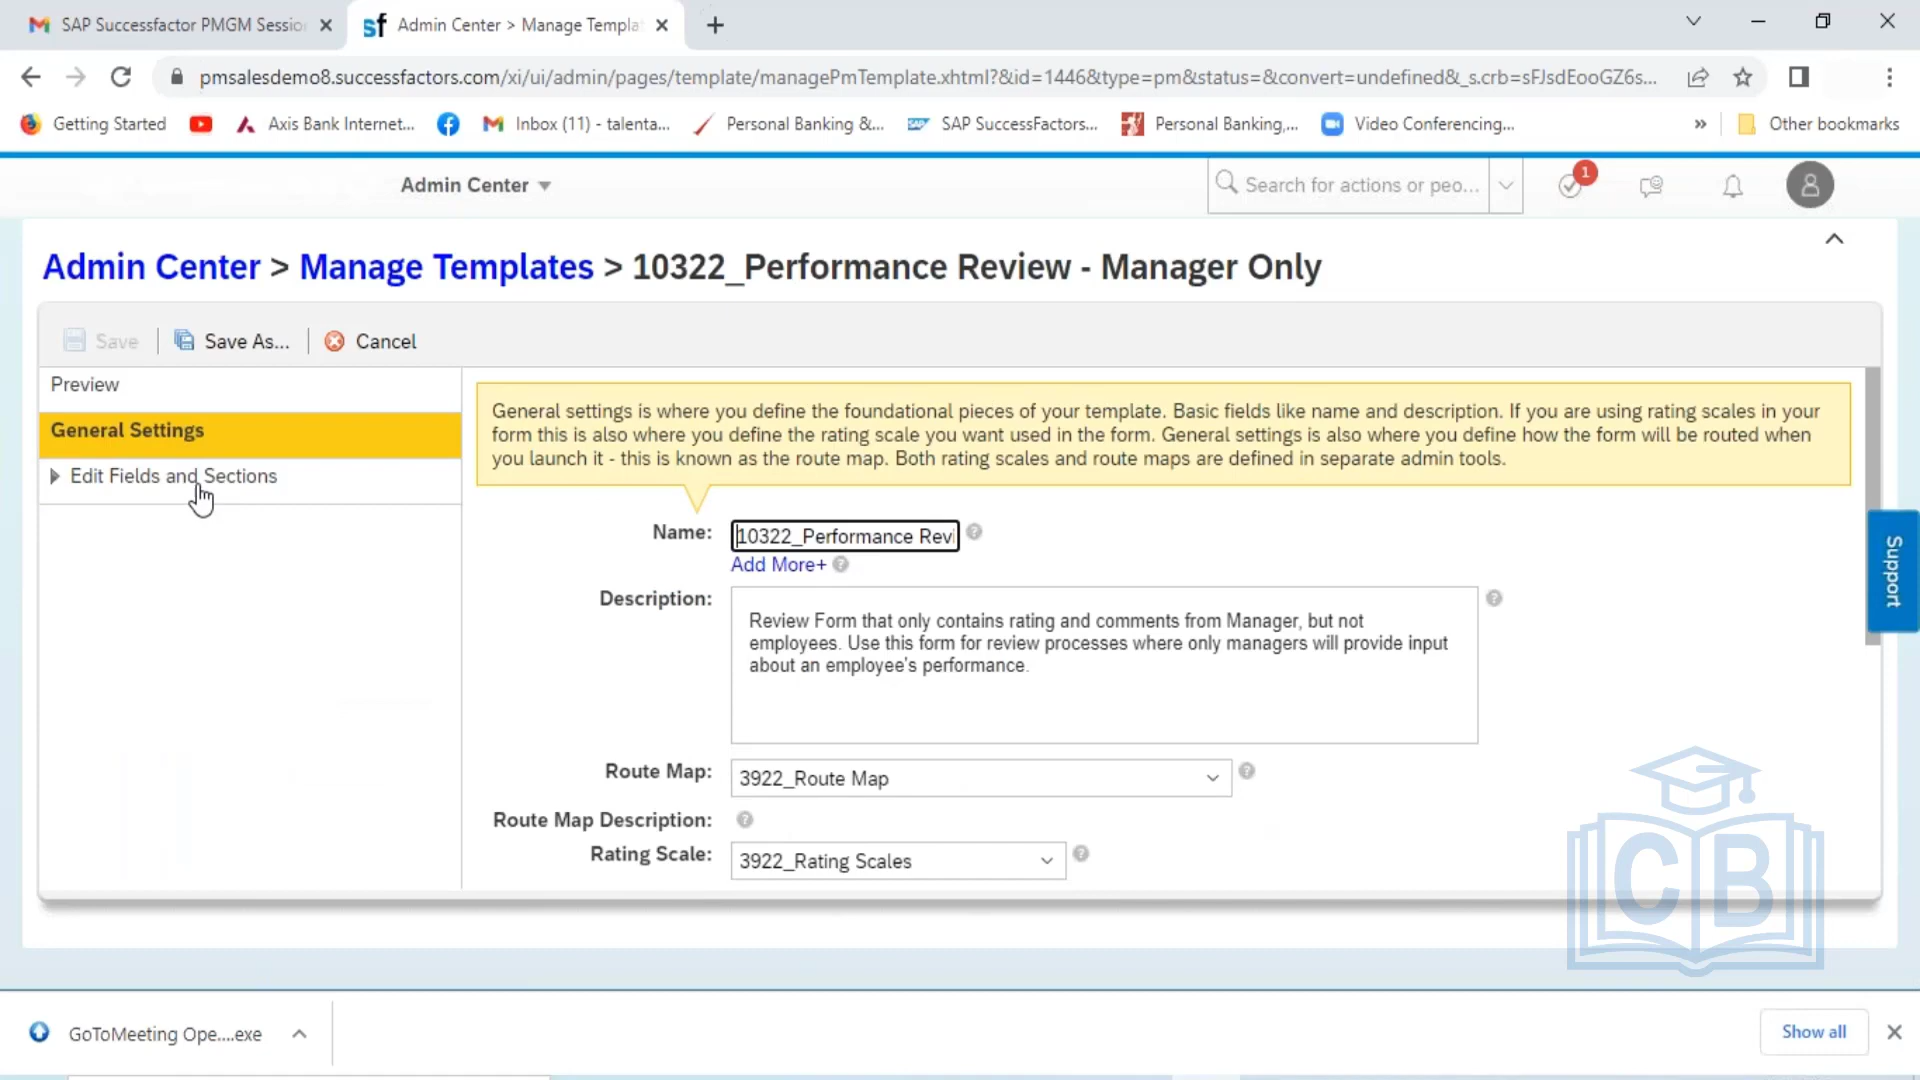 SAP Successfactor PMGM Sessio
sf Admin Center > Manage Templat
pmsalesdemo8.successfactors.com/xi/ui/admin/pages/template/managePmTemplate.xhtml?&id=1446&type=pm&status=&convert=undefined&_s.crb=sFJsdEooGZ6s...
Getting Started Axis Bank Internet... Inbox (11) - talenta... Personal Banking &... SAP SuccessFactors... Personal Banking,... Video Conferencing... » Other bookmarks
Admin Center Search for actions or peo... 1
Admin Center > Manage Templates > 10322_Performance Review - Manager Only
Save Save As... Cancel
Preview
General Settings
Edit Fields and Sections
General settings is where you define the foundational pieces of your template. Basic fields like name and description. If you are using rating scales in your
form this is also where you define the rating scale you want used in the form. General settings is also where you define how the form will be routed when
you launch it - this is known as the route map. Both rating scales and route maps are defined in separate admin tools.
Name: 10322_Performance Revi
Add More+
Description:
Review Form that only contains rating and comments from Manager, but not
employees. Use this form for review processes where only managers will provide input
about an employee's performance.
Route Map: 3922_Route Map
Route Map Description:
Rating Scale: 3922_Rating Scales
Support
CB
GoToMeeting Ope....exe
Show all